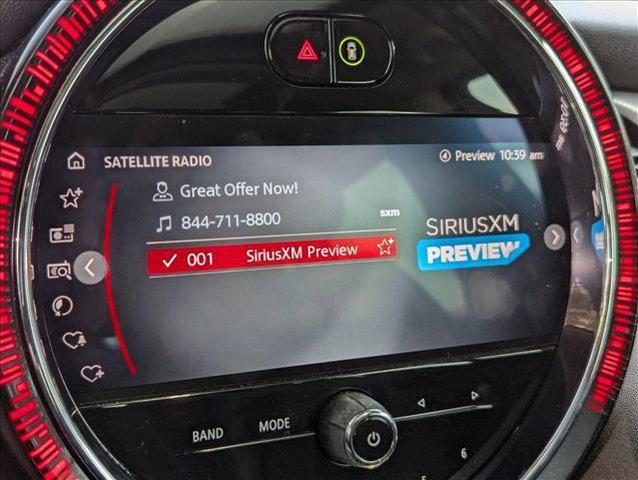 SATELLITE RADIO
Preview 10:39 am
Great Offer Now!
844-711-8800
sxm
001 SiriusXM Preview
SIRIUSXM
PREVIEW
BAND
MODE
6